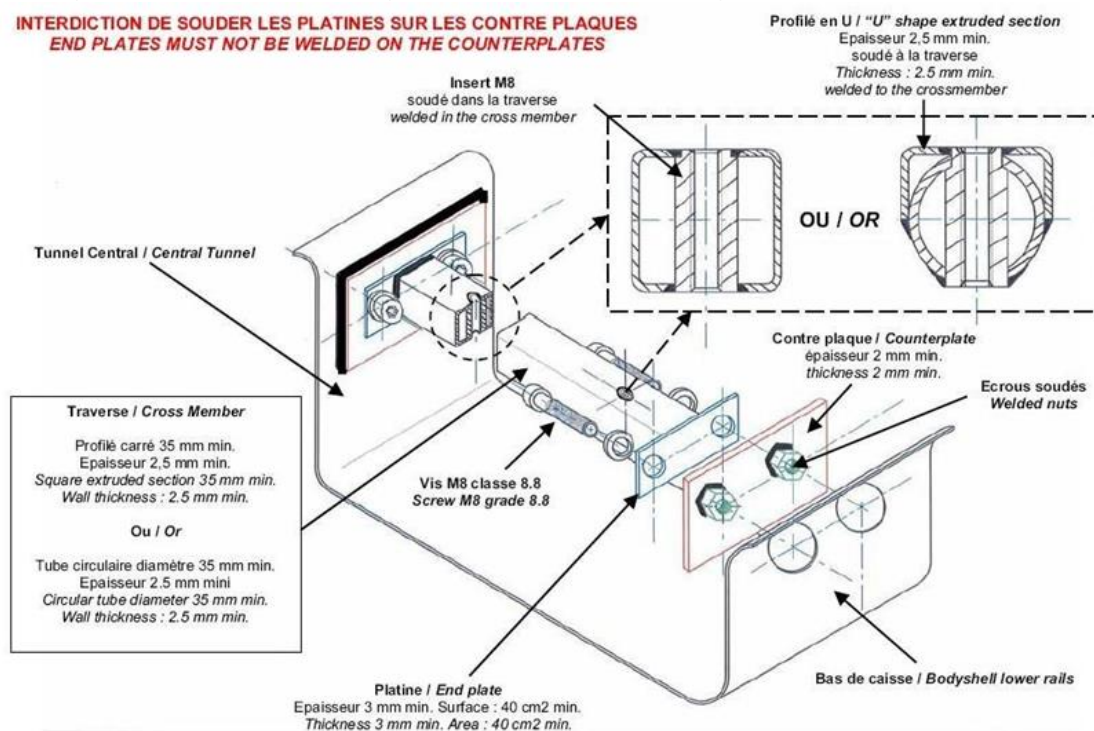 INTERDICTION DE SOUDER LES PLATINES SUR LES CONTRE PLAQUES
END PLATES MUST NOT BE WELDED ON THE COUNTERPLATES
Profilé en U / “U” shape extruded section
Epaisseur 2,5 mm min.
soudé à la traverse
Thickness : 2.5 mm min.
welded to the crossmember
Insert M8
soudé dans la traverse
welded in the cross member
OU / OR
Tunnel Central / Central Tunnel
Contre plaque / Counterplate
épaisseur 2 mm min.
thickness 2 mm min.
Ecrous soudés
Welded nuts
Traverse / Cross Member
Profilé carré 35 mm min.
Epaisseur 2,5 mm min.
Square extruded section 35 mm min.
Wall thickness : 2.5 mm min.
Ou / Or
Tube circulaire diamètre 35 mm min.
Epaisseur 2.5 mm mini
Circular tube diameter 35 mm min.
Wall thickness : 2.5 mm min.
Vis M8 classe 8.8
Screw M8 grade 8.8
Platine / End plate
Epaisseur 3 mm min. Surface : 40 cm2 min.
Thickness 3 mm min. Area : 40 cm2 min.
Bas de caisse / Bodyshell lower rails